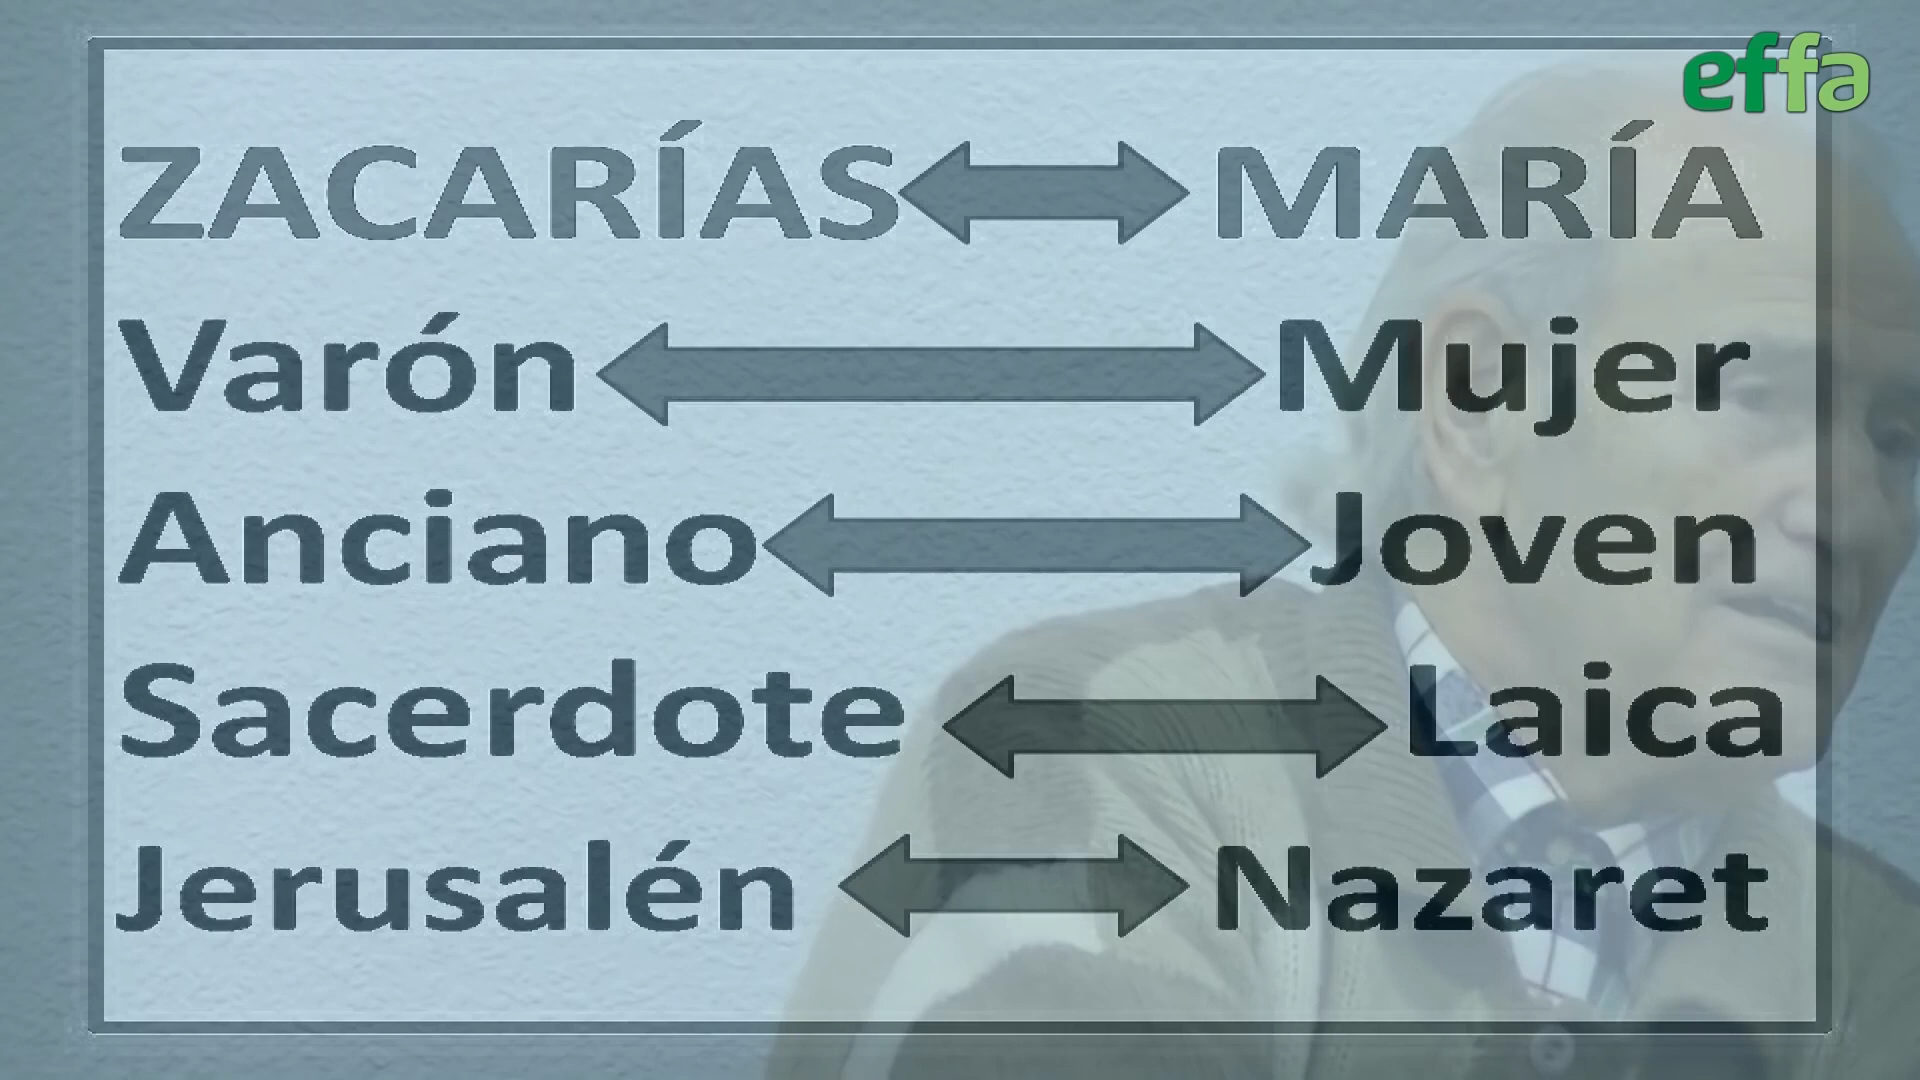 effa
ZACARÍAS MARÍA
Varón Mujer
Anciano Joven
Sacerdote Laica
Jerusalén Nazaret